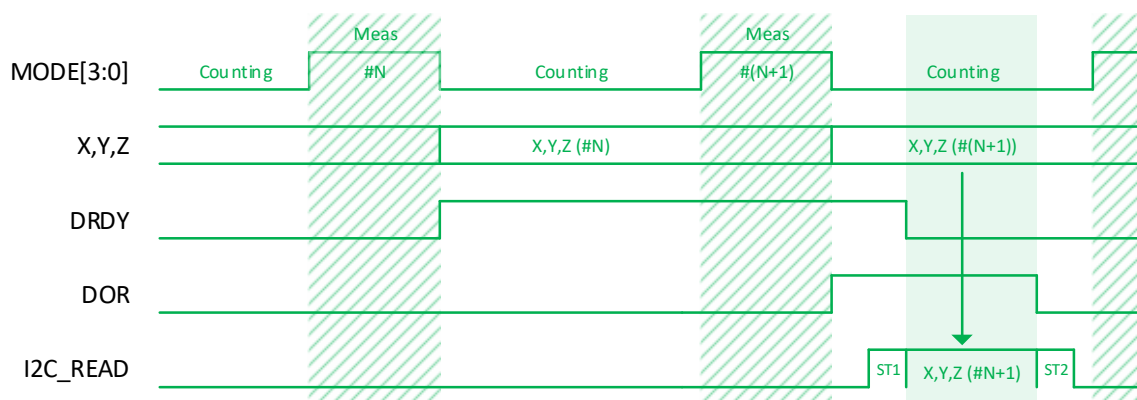 Meas Meas
MODE[3:0] Counting #N Counting #(N+1) Counting
X,Y,Z X,Y,Z (#N) X,Y,Z (#(N+1))
DRDY
DOR
I2C_READ ST1 X,Y,Z (#N+1) ST2